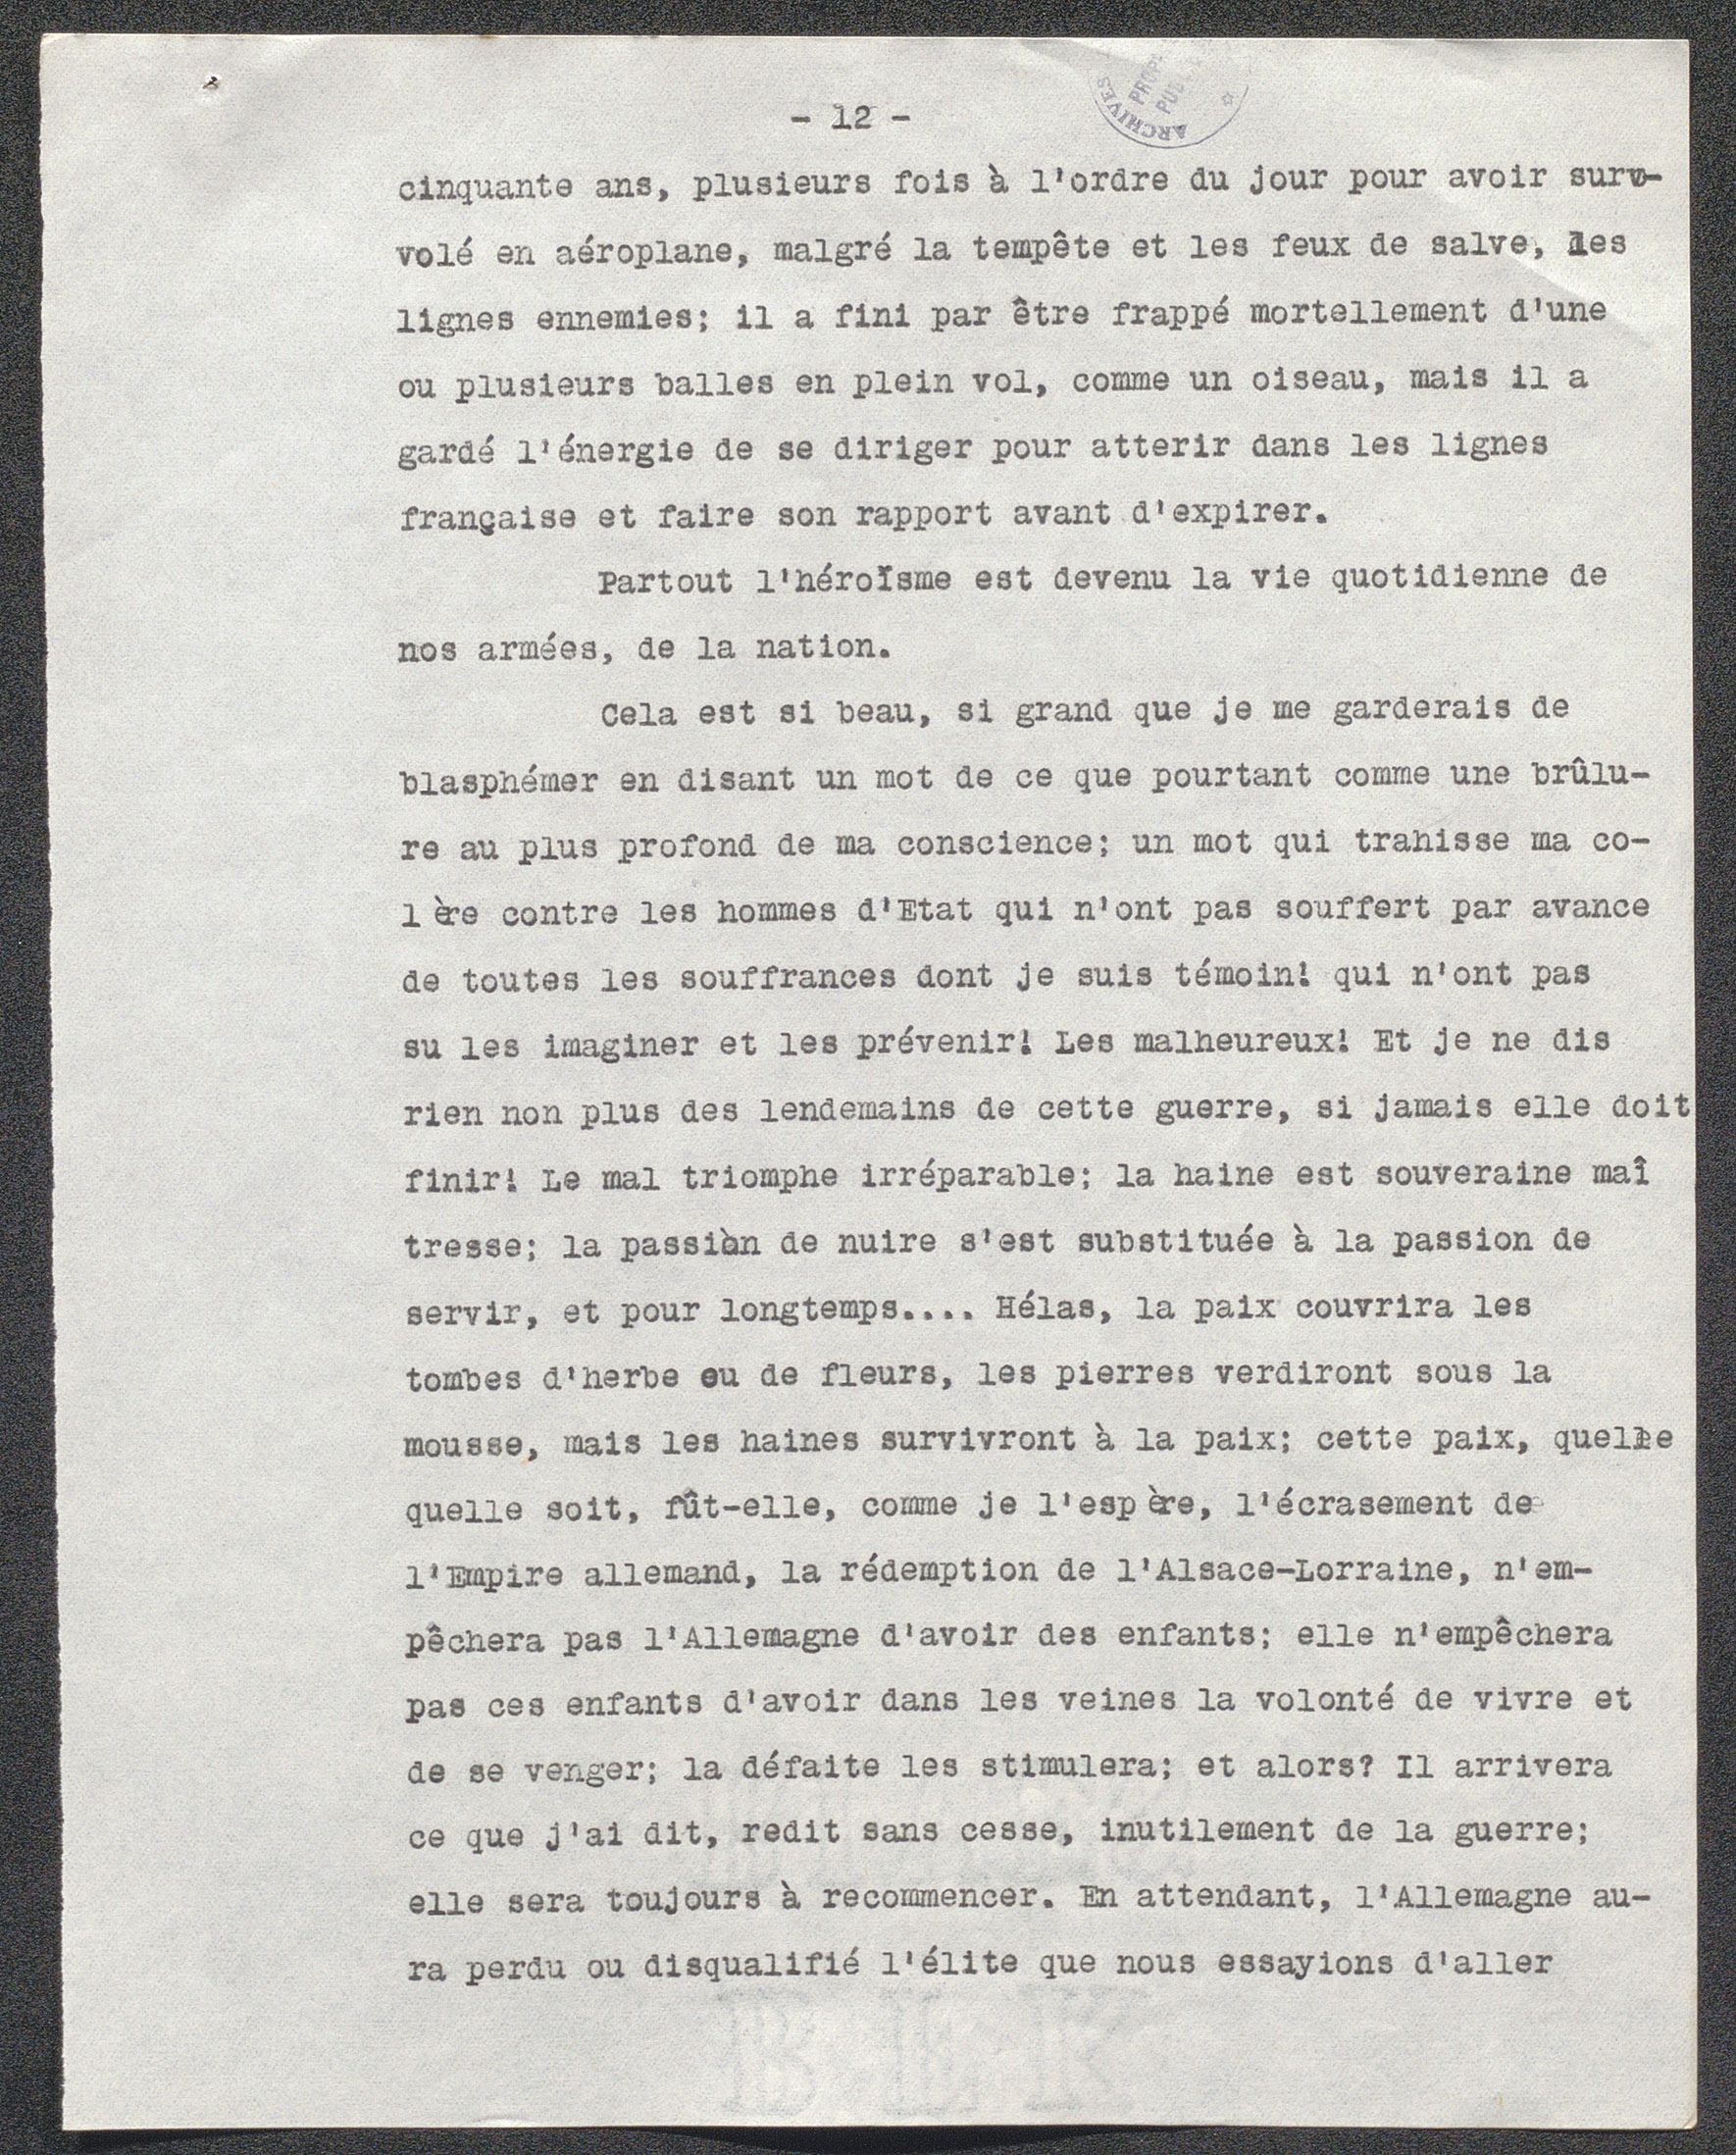 ARCHIVES
PROP
PUB
- 12 -
cinquante ans, plusieurs fois à l'ordre du jour pour avoir surv-
volé en aéroplane, malgré la tempête et les feux de salve, les
lignes ennemies; il a fini par être frappé mortellement d'une
ou plusieurs balles en plein vol, comme un oiseau, mais il a
gardé l'énergie de se diriger pour atterir dans les lignes
française et faire son rapport avant d'expirer.
Partout l'héroïsme est devenu la vie quotidienne de
nos armées, de la nation.
Cela est si beau, si grand que je me garderais de
blasphémer en disant un mot de ce que pourtant comme une brûlu-
re au plus profond de ma conscience; un mot qui trahisse ma co-
lère contre les hommes d'Etat qui n'ont pas souffert par avance
de toutes les souffrances dont je suis témoin! qui n'ont pas
su les imaginer et les prévenir! Les malheureux! Et je ne dis
rien non plus des lendemains de cette guerre, si jamais elle doit
finir! Le mal triomphe irréparable; la haine est souveraine maî
tresse; la passiòn de nuire s'est substituée à la passion de
servir, et pour longtemps.... Hélas, la paix couvrira les
tombes d'herbe ou de fleurs, les pierres verdiront sous la
mousse, mais les haines survivront à la paix; cette paix, quelle
quelle soit, fût-elle, comme je l'espère, l'écrasement de
l'Empire allemand, la rédemption de l'Alsace-Lorraine, n'em-
pêchera pas l'Allemagne d'avoir des enfants; elle n'empêchera
pas ces enfants d'avoir dans les veines la volonté de vivre et
de se venger; la défaite les stimulera; et alors? Il arrivera
ce que j'ai dit, redit sans cesse, inutilement de la guerre;
elle sera toujours à recommencer. En attendant, l'Allemagne au-
ra perdu ou disqualifié l'élite que nous essayions d'aller